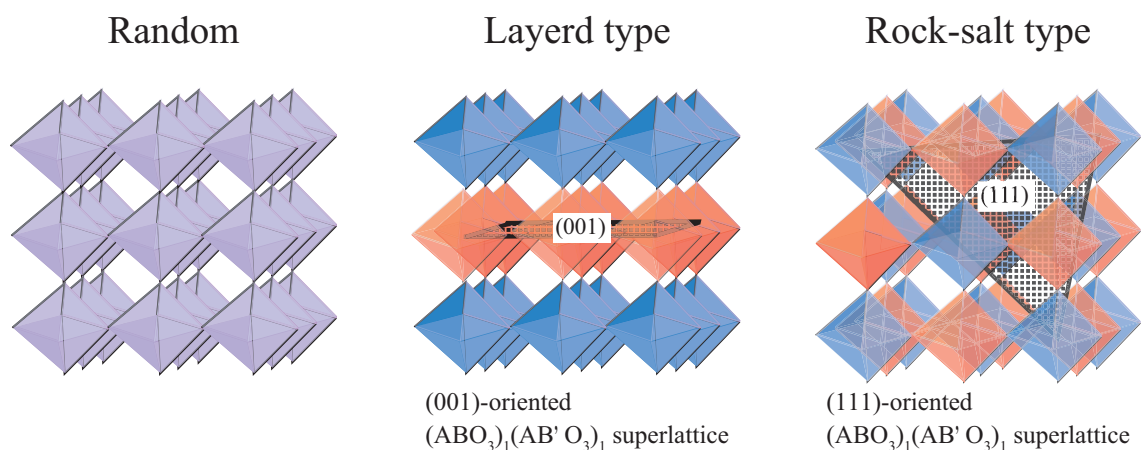 Random
Layerd type
Rock-salt type
(001)
(111)
(001)-oriented
(ABO₃)₁(AB' O₃)₁ superlattice
(111)-oriented
(ABO₃)₁(AB' O₃)₁ superlattice